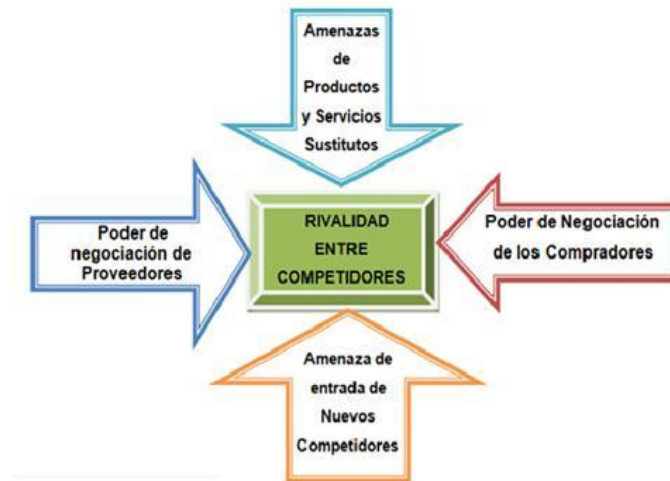 Amenazas
de
Productos
y Servicios
Sustitutos
Poder de
negociación de
Proveedores
RIVALIDAD
ENTRE
COMPETIDORES
Poder de Negociación
de los Compradores
Amenaza de
entrada de
Nuevos
Competidores